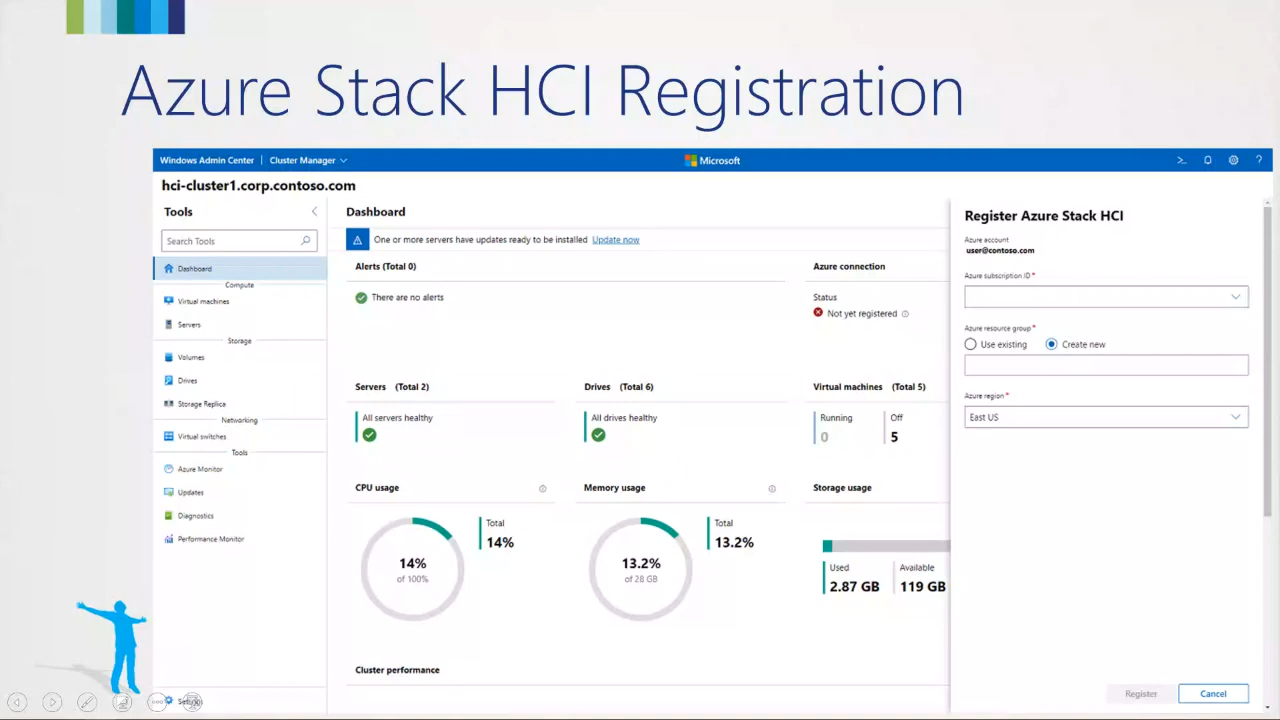 Azure Stack HCI Registration
Windows Admin Center | Cluster Manager
Microsoft
>_
?
hci-cluster1.corp.contoso.com
Tools
Search Tools
Dashboard
Compute
Virtual machines
Servers
Storage
Volumes
Drives
Storage Replica
Networking
Virtual switches
Tools
Azure Monitor
Updates
Diagnostics
Performance Monitor
Settings
Dashboard
One or more servers have updates ready to be installed Update now
Alerts (Total 0)
There are no alerts
Azure connection
Status
Not yet registered
Servers (Total 2)
All servers healthy
Drives (Total 6)
All drives healthy
Virtual machines (Total 5)
Running
0
Off
5
CPU usage
14%
of 100%
Total
14%
Memory usage
13.2%
of 28 GB
Total
13.2%
Storage usage
Used
2.87 GB
Available
119 GB
Cluster performance
Register Azure Stack HCI
Azure account
user@contoso.com
Azure subscription ID *
Azure resource group *
Use existing
Create new
Azure region *
East US
Register
Cancel